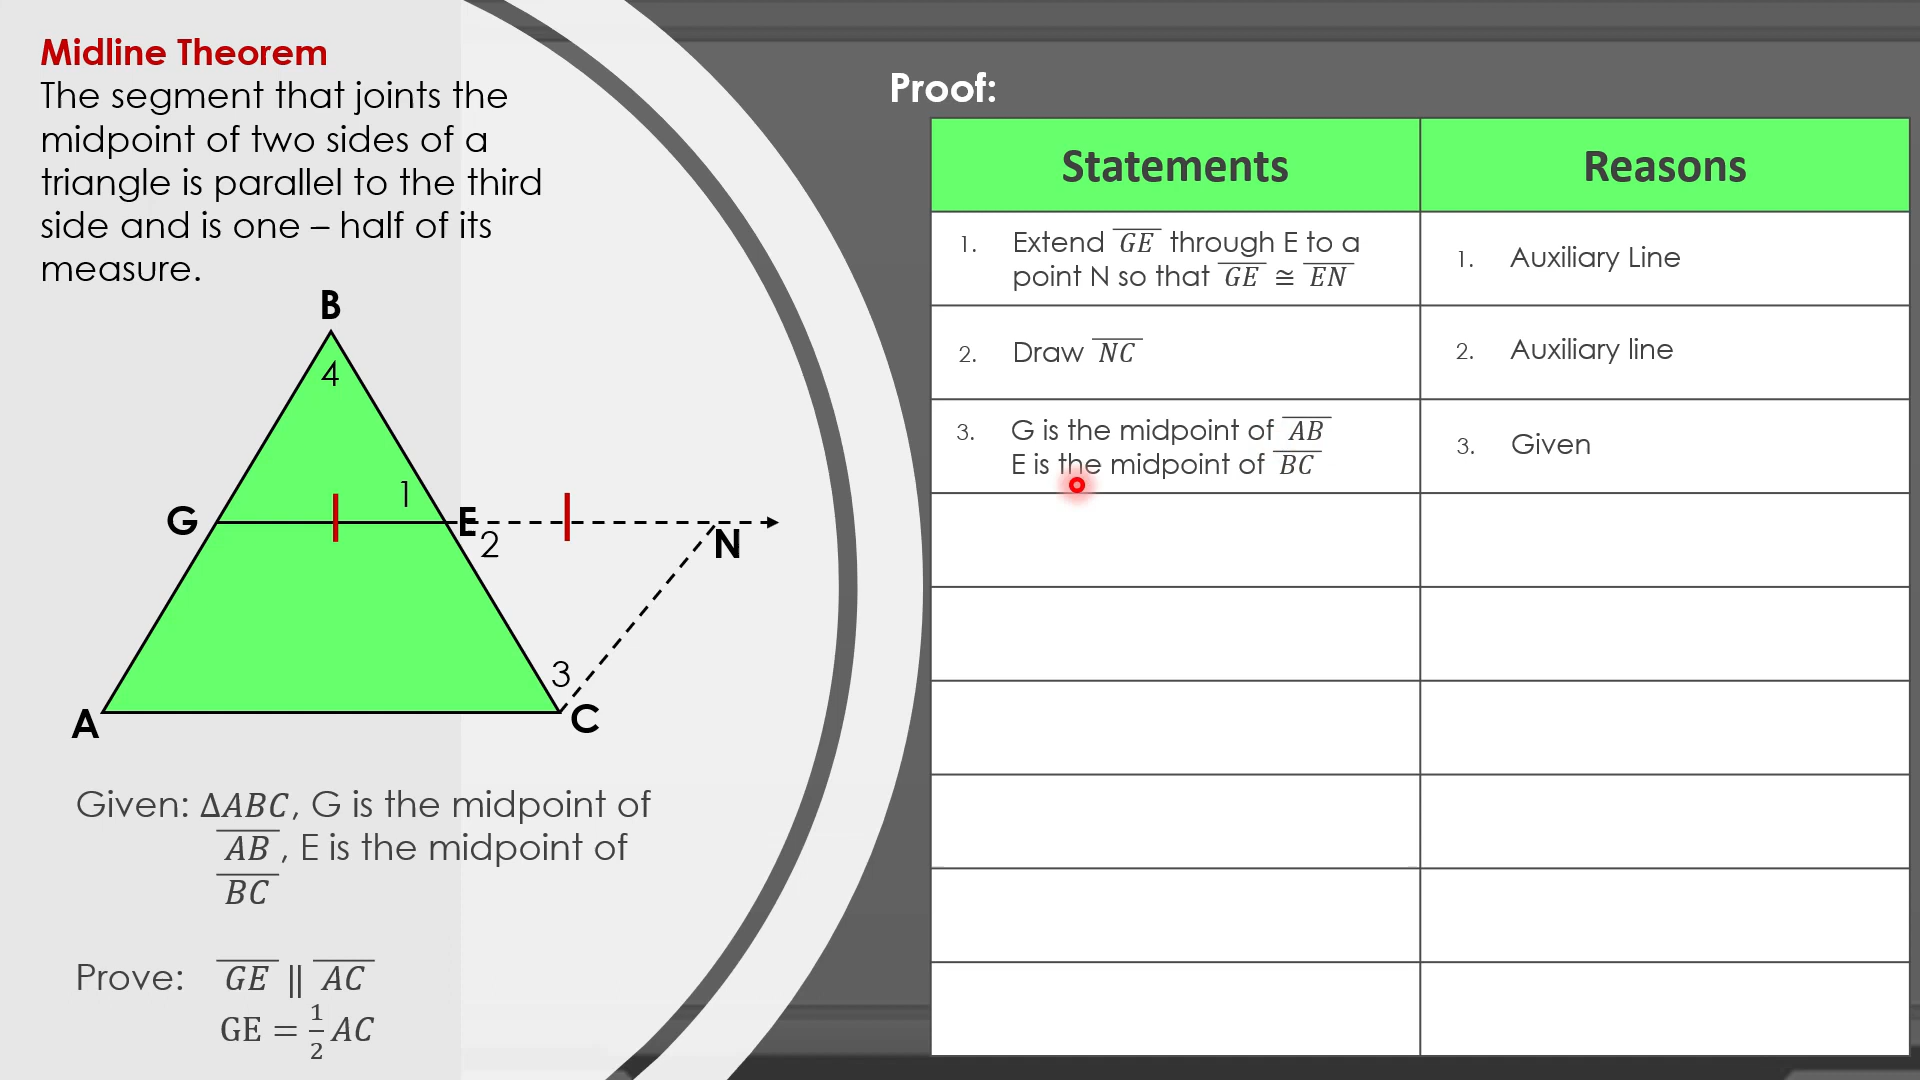 Midline Theorem
The segment that joints the
midpoint of two sides of a
triangle is parallel to the third
side and is one – half of its
measure.
B
4
1
G
E
2
N
3
A
C
Given: ΔABC, G is the midpoint of
AB, E is the midpoint of
BC
Prove: GE ∥ AC
GE = 1/2 AC
Proof:
Statements
Reasons
1. Extend GE through E to a
point N so that GE ≅ EN
1. Auxiliary Line
2. Draw NC
2. Auxiliary line
3. G is the midpoint of AB
E is the midpoint of BC
3. Given